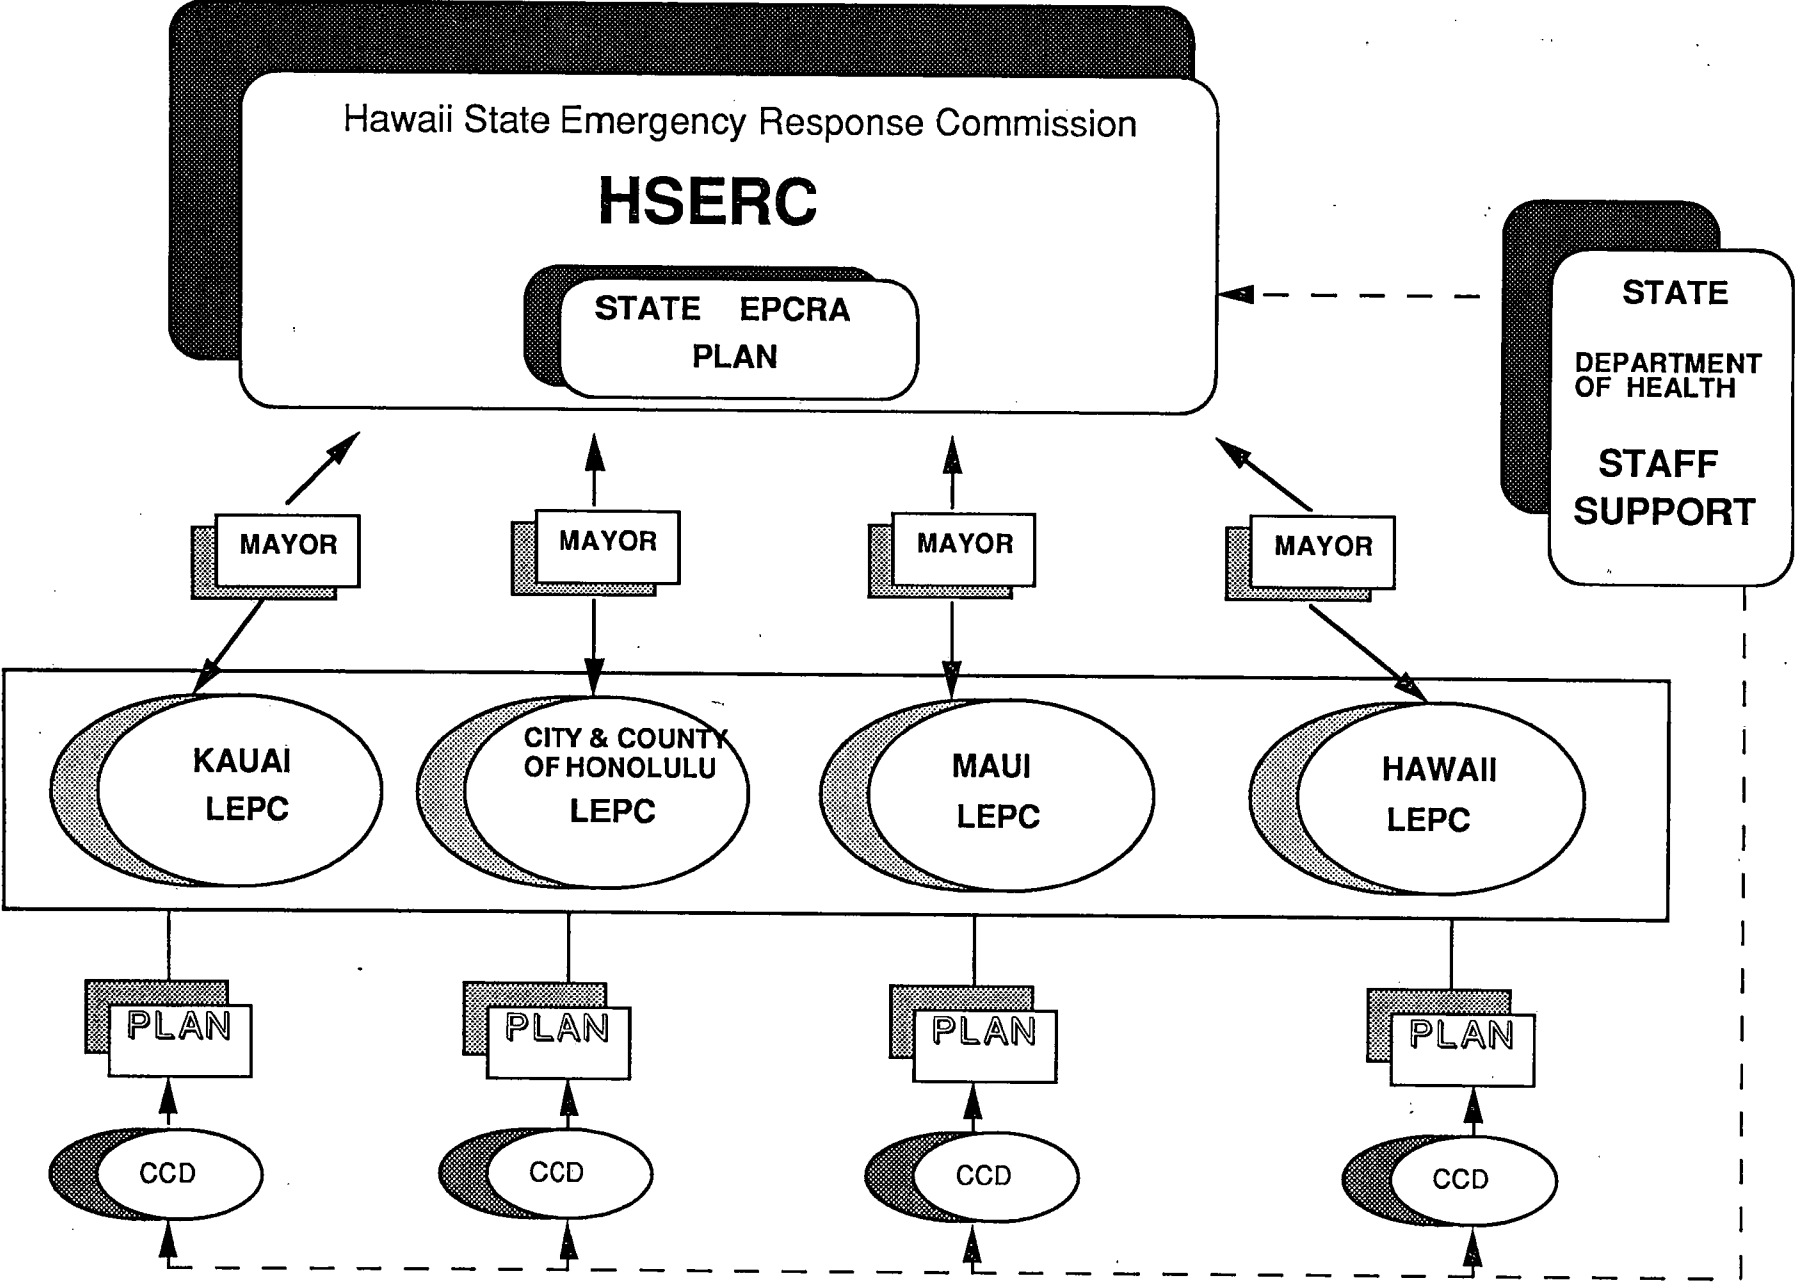 Hawaii State Emergency Response Commission
HSERC
STATE EPCRA
PLAN
STATE
DEPARTMENT
OF HEALTH
STAFF
SUPPORT
MAYOR
MAYOR
MAYOR
MAYOR
KAUAI
LEPC
CITY & COUNTY
OF HONOLULU
LEPC
MAUI
LEPC
HAWAII
LEPC
PLAN
PLAN
PLAN
PLAN
CCD
CCD
CCD
CCD